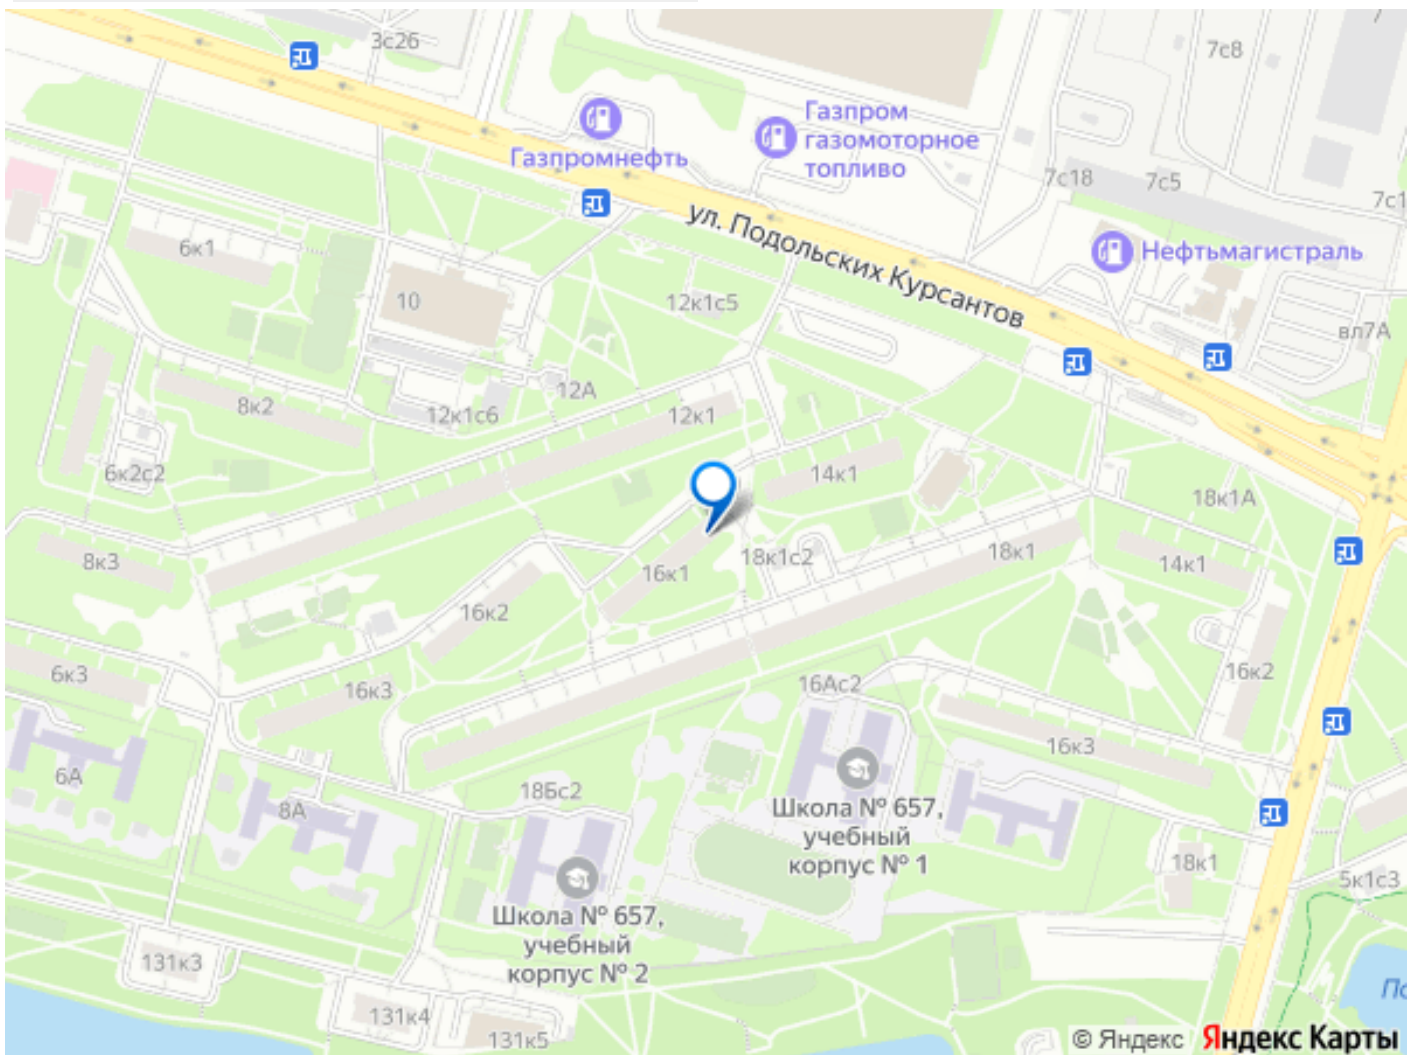 3с26
7с8
7
Газпром
газомоторное
топливо
Газпромнефть
7с18
7с5
7с1
ул. Подольских Курсантов
6к1
Нефтьмагистраль
10
12к1с5
вл7А
12А
8к2
12к1с6
12к1
6к2с2
14к1
18к1А
8к3
16к1
18к1с2
18к1
14к1
16к2
6к3
16к3
16Ас2
16к2
16к3
6А
8А
18Бс2
Школа № 657,
учебный
корпус № 1
18к1
5к1с3
Школа № 657,
учебный
корпус № 2
131к3
По
131к4
131к5
© Яндекс Яндекс Карты